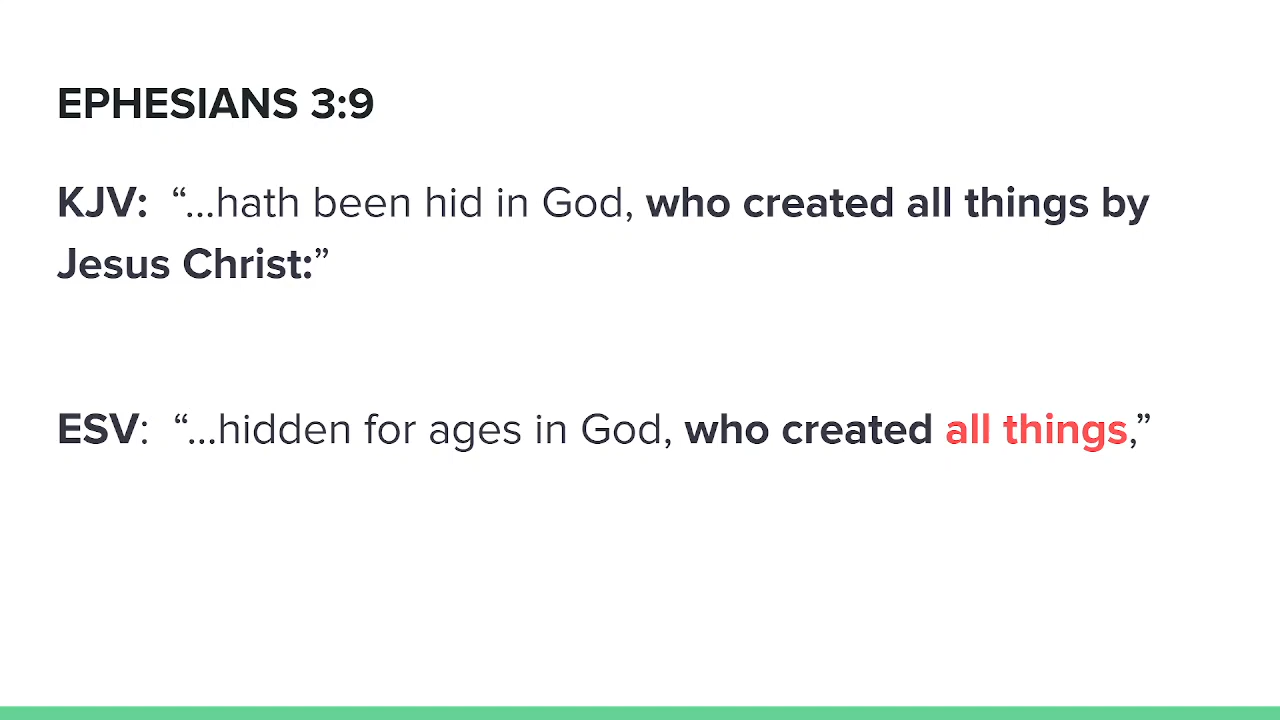 EPHESIANS 3:9
KJV: “...hath been hid in God, who created all things by
Jesus Christ:”
ESV: “...hidden for ages in God, who created all things,”